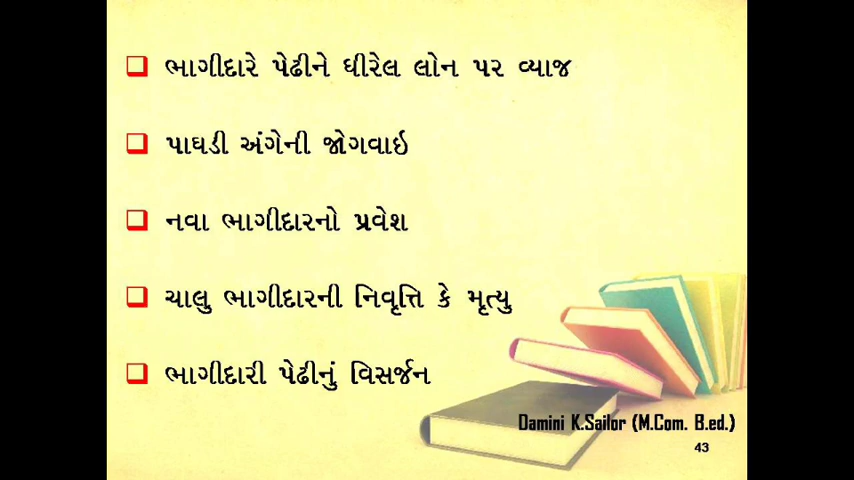 ભાગીદારે પેઢીને ધીરેલ લોન પર વ્યાજ
પાઘડી અંગેની જોગવાઇ
નવા ભાગીદારનો પ્રવેશ
ચાલુ ભાગીદારની નિવૃત્તિ કે મૃત્યુ
ભાગીદારી પેઢીનું વિસર્જન
Damini K.Sailor (M.Com. B.ed.)
43